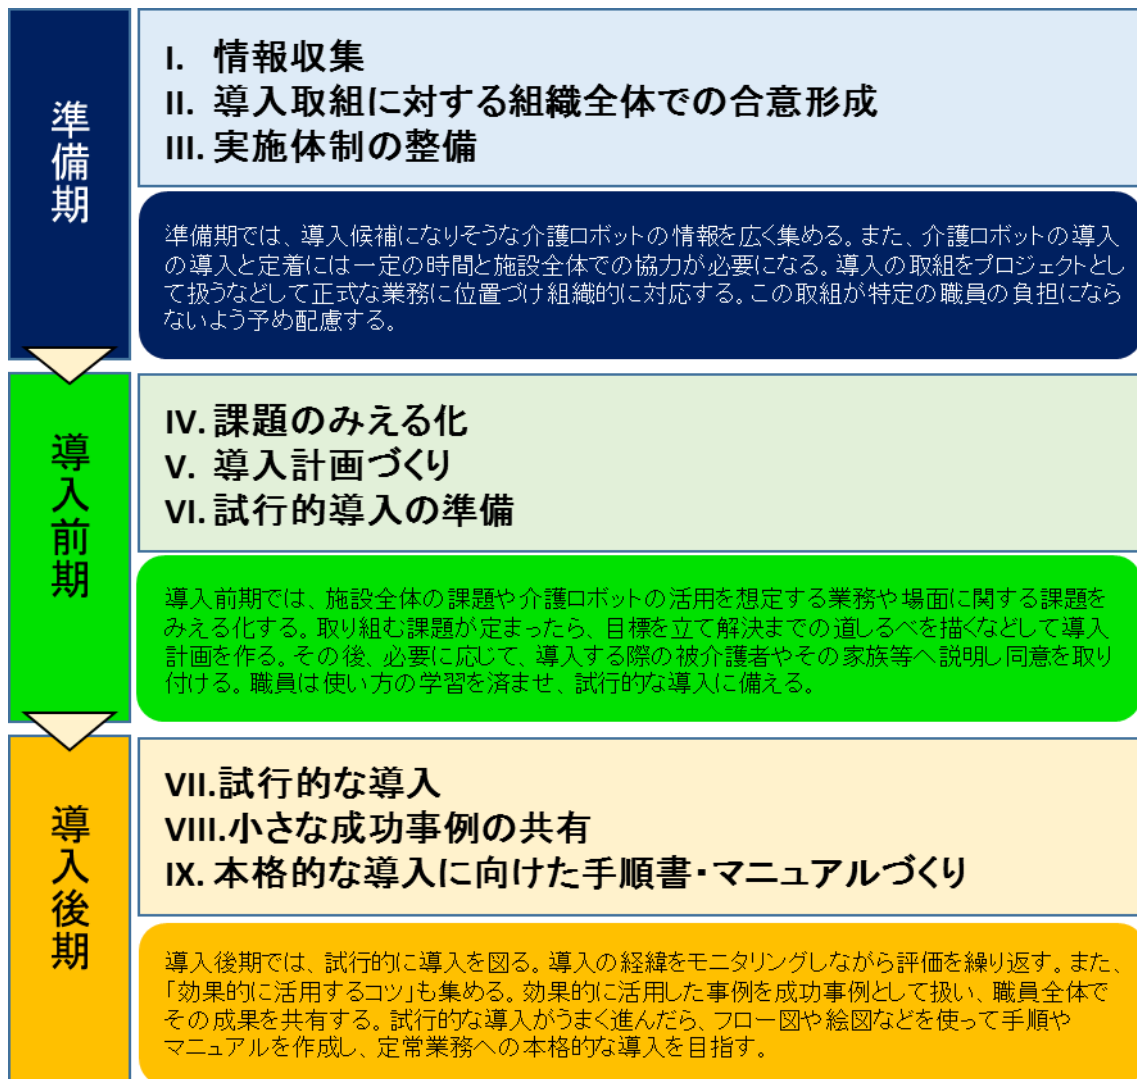 準備期
I. 情報収集
II. 導入取組に対する組織全体での合意形成
III. 実施体制の整備
準備期では、導入候補になりそうな介護ロボットの情報を広く集める。また、介護ロボットの導入
の導入と定着には一定の時間と施設全体での協力が必要になる。導入の取組をプロジェクトとし
て扱うなどして正式な業務に位置づけ組織的に対応する。この取組が特定の職員の負担になら
ないよう予め配慮する。
導入前期
IV. 課題のみえる化
V. 導入計画づくり
VI. 試行的導入の準備
導入前期では、施設全体の課題や介護ロボットの活用を想定する業務や場面に関する課題を
みえる化する。取り組む課題が定まったら、目標を立て解決までの道しるべを描くなどして導入
計画を作る。その後、必要に応じて、導入する際の被介護者やその家族等へ説明し同意を取り
付ける。職員は使い方の学習を済ませ、試行的な導入に備える。
導入後期
VII.試行的な導入
VIII.小さな成功事例の共有
IX. 本格的な導入に向けた手順書・マニュアルづくり
導入後期では、試行的に導入を図る。導入の経緯をモニタリングしながら評価を繰り返す。また、
「効果的に活用するコツ」も集める。効果的に活用した事例を成功事例として扱い、職員全体で
その成果を共有する。試行的な導入がうまく進んだら、フロー図や絵図などを使って手順や
マニュアルを作成し、定常業務への本格的な導入を目指す。